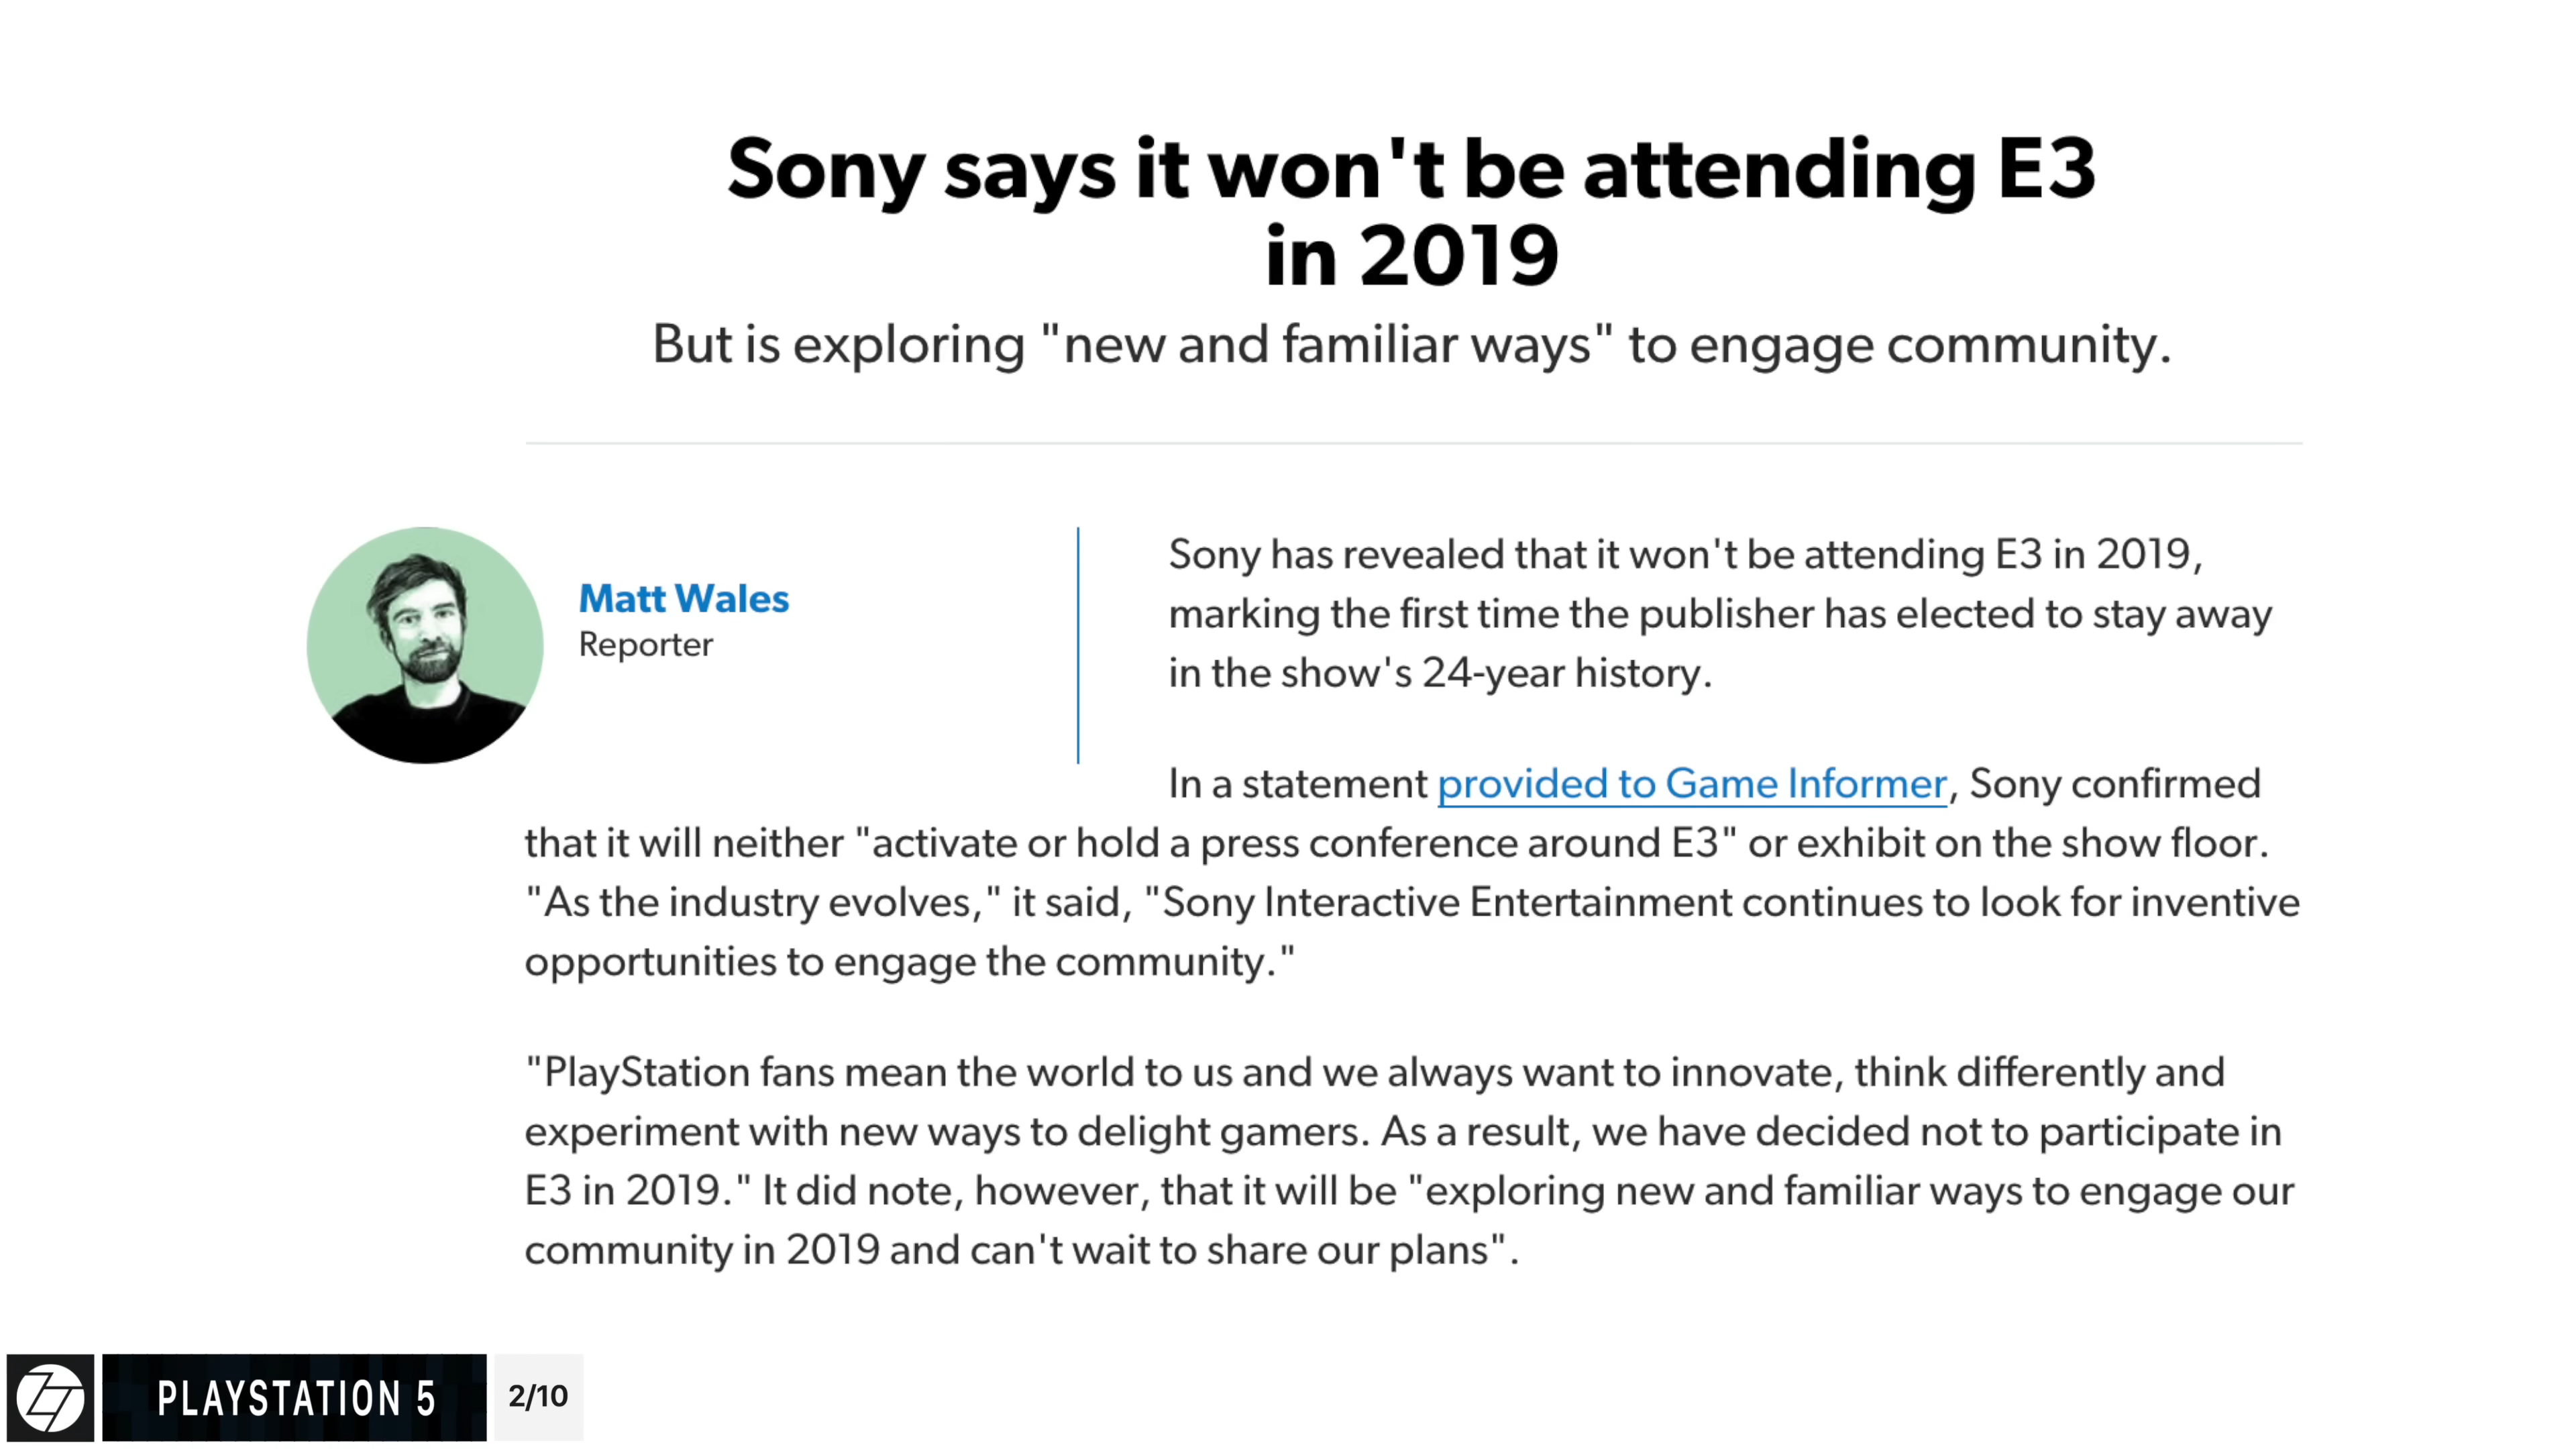 Sony says it won't be attending E3
in 2019
But is exploring "new and familiar ways" to engage community.
Matt Wales
Reporter
Sony has revealed that it won't be attending E3 in 2019,
marking the first time the publisher has elected to stay away
in the show's 24-year history.
In a statement provided to Game Informer, Sony confirmed
that it will neither "activate or hold a press conference around E3" or exhibit on the show floor.
"As the industry evolves," it said, "Sony Interactive Entertainment continues to look for inventive
opportunities to engage the community."
"PlayStation fans mean the world to us and we always want to innovate, think differently and
experiment with new ways to delight gamers. As a result, we have decided not to participate in
E3 in 2019." It did note, however, that it will be "exploring new and familiar ways to engage our
community in 2019 and can't wait to share our plans".
PLAYSTATION 5
2/10